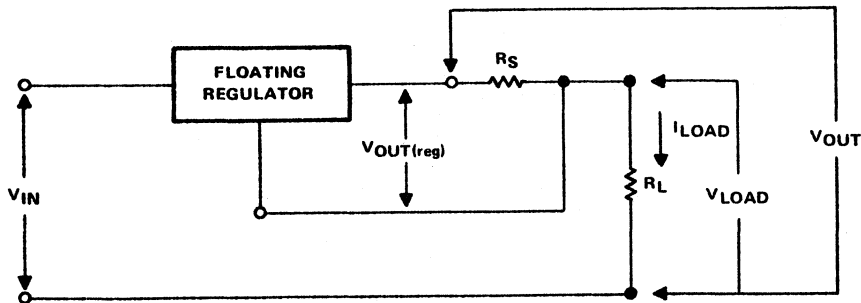 FLOATING
REGULATOR
RS
VOUT(reg)
ILOAD
VOUT
VIN
RL
VLOAD